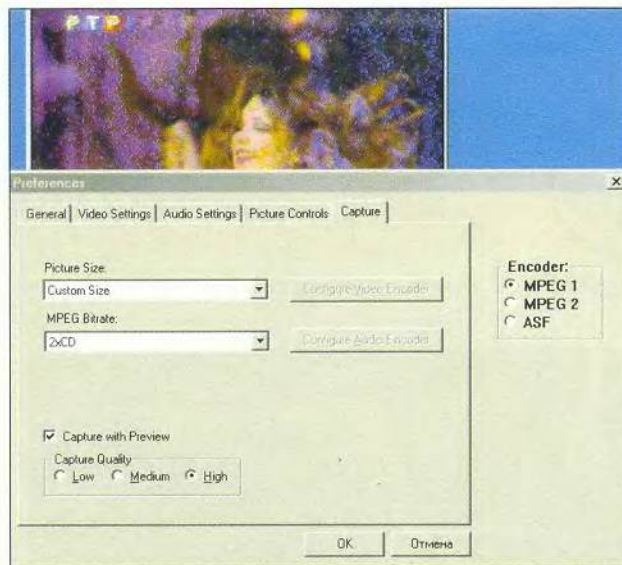 РТР
Preferences
General Video Settings Audio Settings Picture Controls Capture
Picture Size:
Custom Size
Configure Video Encoder
MPEG Bitrate:
2xCD
Configure Audio Encoder
Encoder:
MPEG 1
MPEG 2
ASF
Capture with Preview
Capture Quality
Low Medium High
OK Отмена